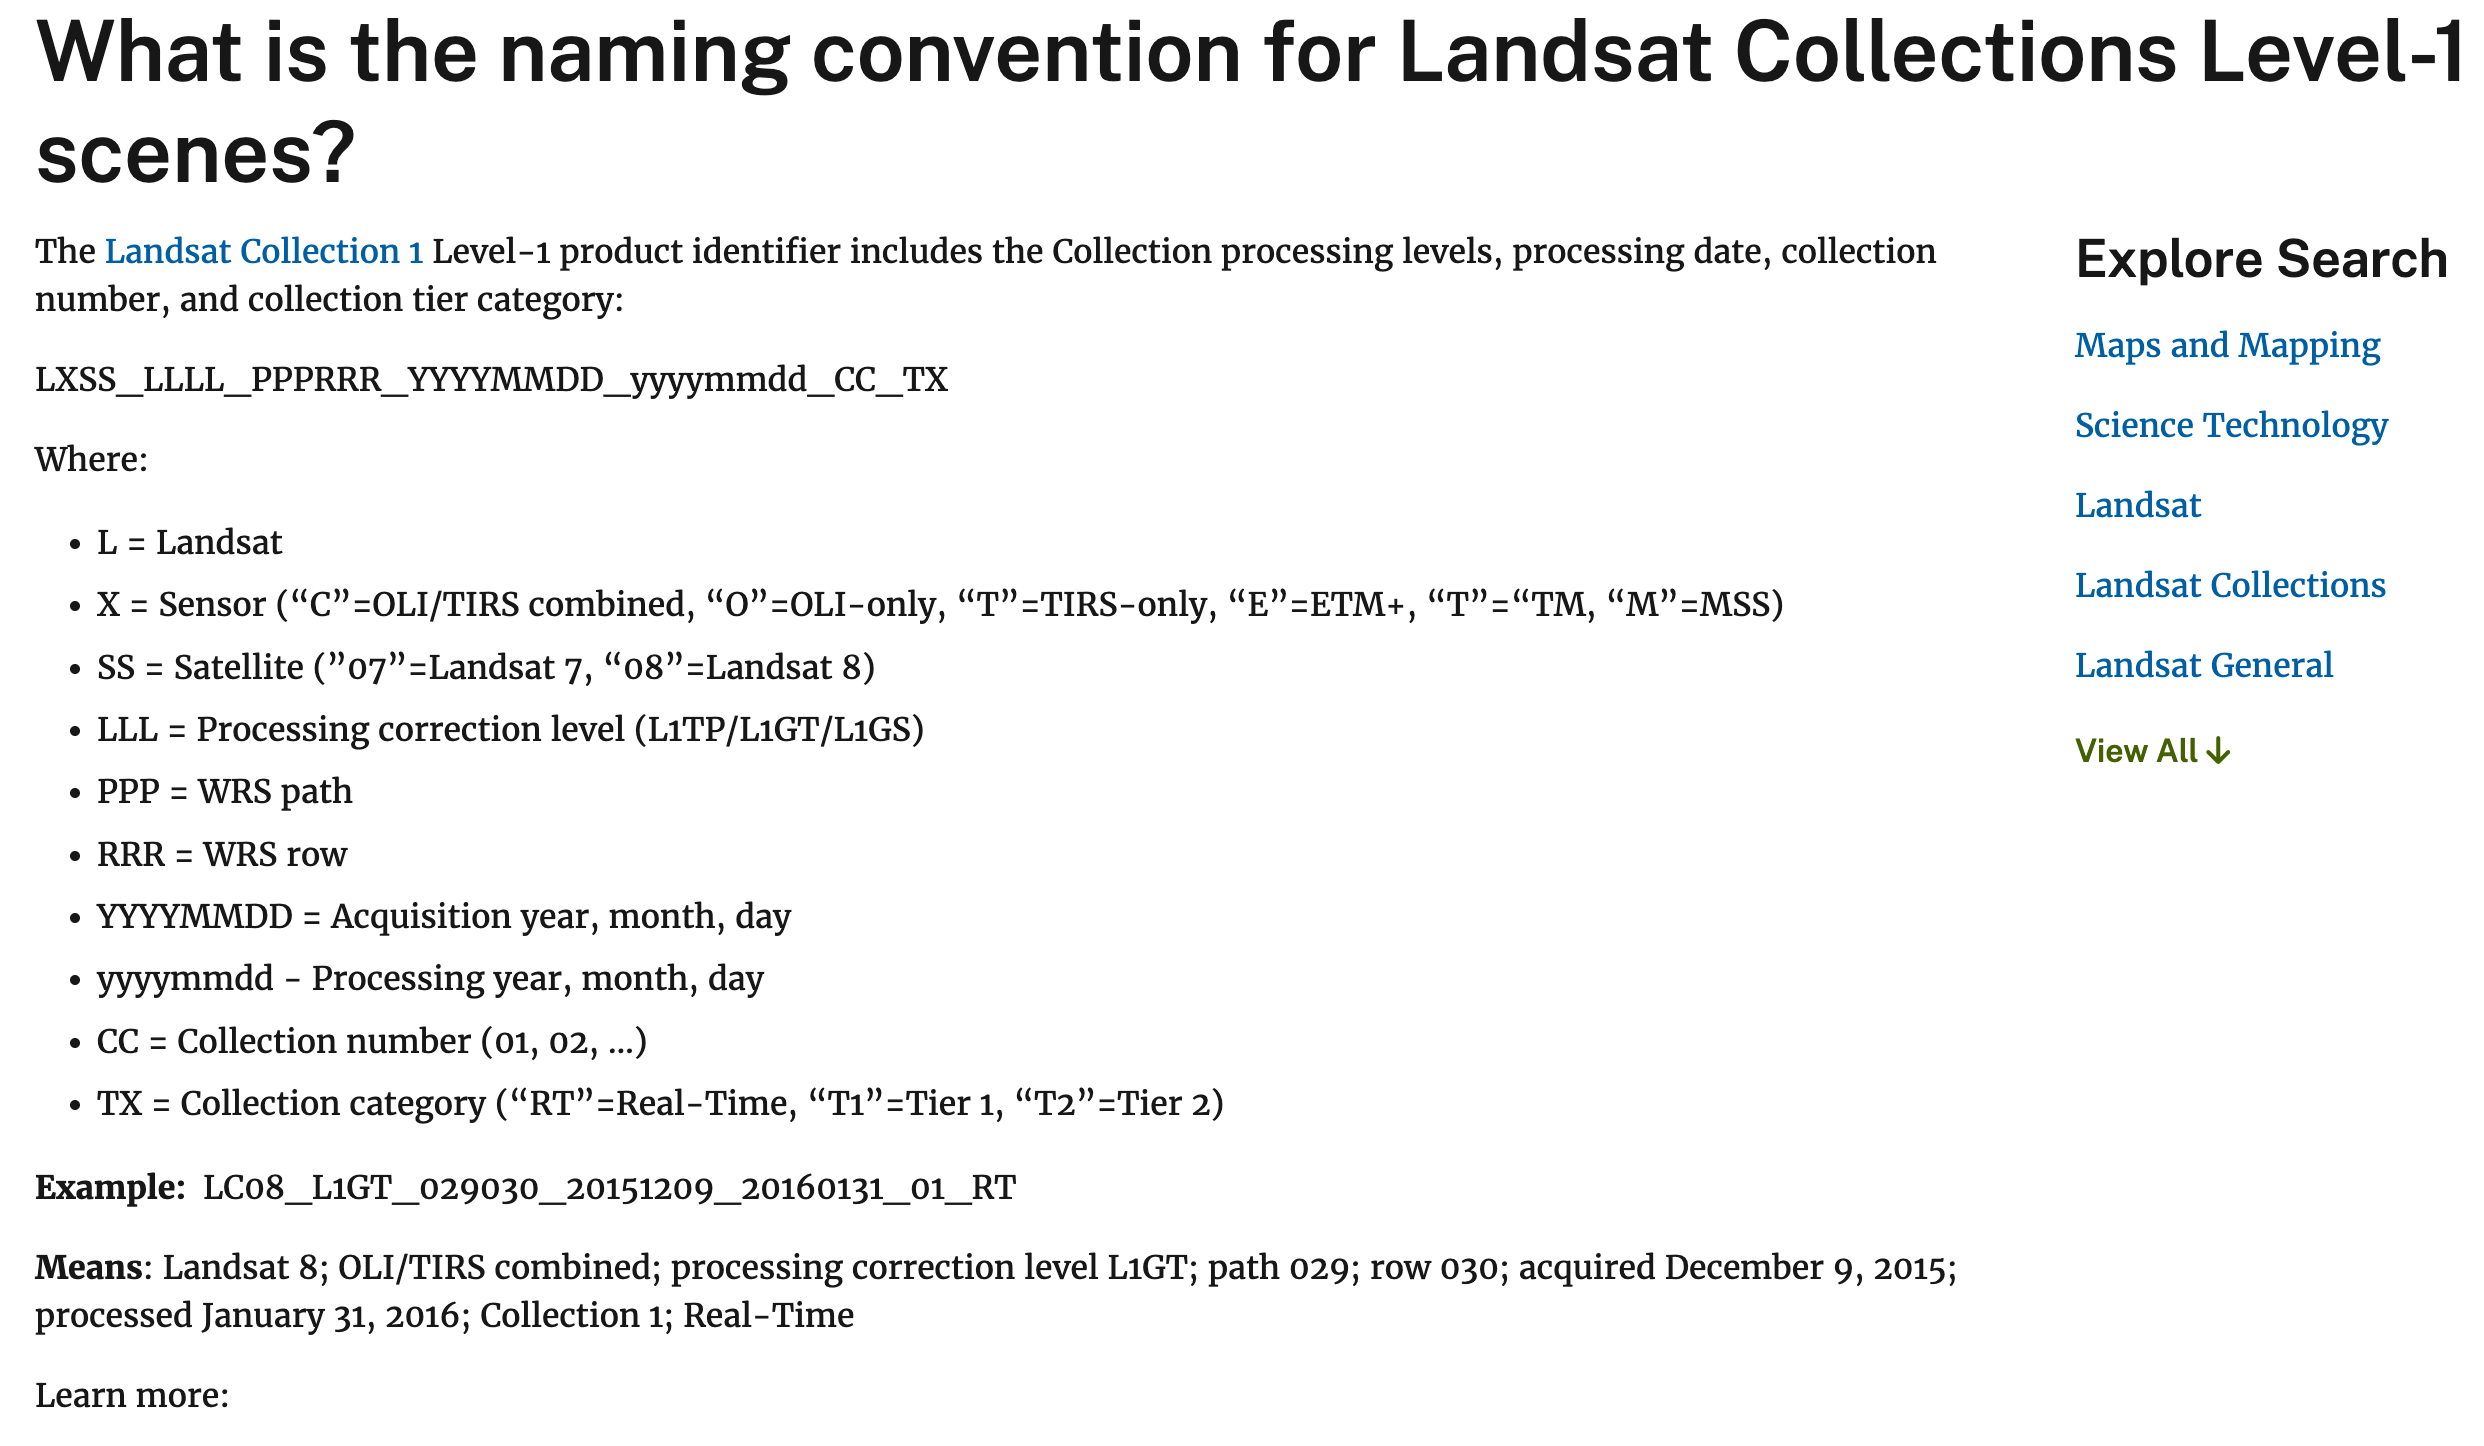 What is the naming convention for Landsat Collections Level-1
scenes?
The Landsat Collection 1 Level-1 product identifier includes the Collection processing levels, processing date, collection
number, and collection tier category:
LXSS_LLLL_PPPRRR_YYYYMMDD_yyyymmdd_CC_TX
Where:
• L = Landsat
• X = Sensor (“C”=OLI/TIRS combined, “O”=OLI-only, “T”=TIRS-only, “E”=ETM+, “T”=“TM, “M”=MSS)
• SS = Satellite (”07”=Landsat 7, “08”=Landsat 8)
• LLL = Processing correction level (L1TP/L1GT/L1GS)
• PPP = WRS path
• RRR = WRS row
• YYYYMMDD = Acquisition year, month, day
• yyyymmdd - Processing year, month, day
• CC = Collection number (01, 02, …)
• TX = Collection category (“RT”=Real-Time, “T1”=Tier 1, “T2”=Tier 2)
Example: LC08_L1GT_029030_20151209_20160131_01_RT
Means: Landsat 8; OLI/TIRS combined; processing correction level L1GT; path 029; row 030; acquired December 9, 2015;
processed January 31, 2016; Collection 1; Real-Time
Learn more:
Explore Search
Maps and Mapping
Science Technology
Landsat
Landsat Collections
Landsat General
View All ↓